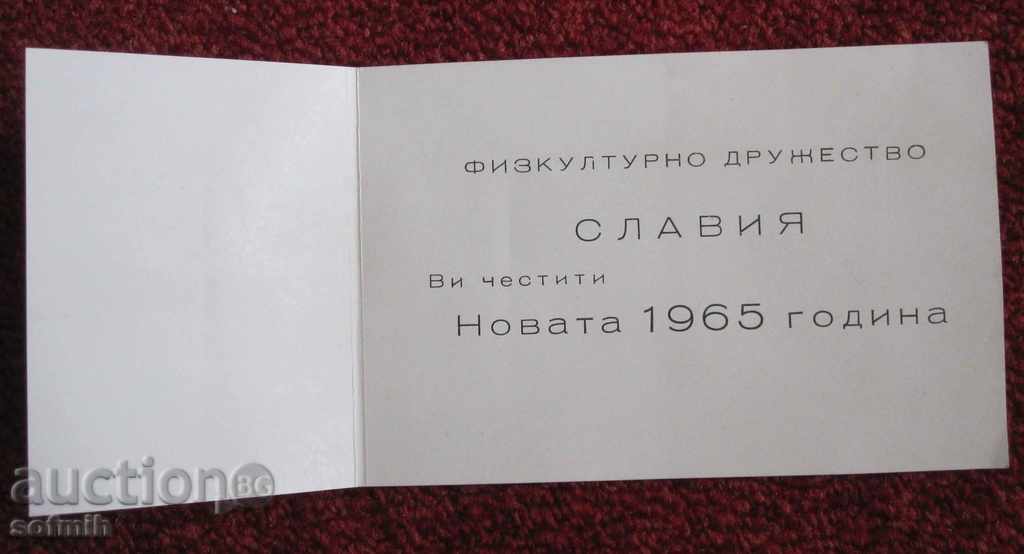 ФИЗКУЛТУРНО ДРУЖЕСТВО
СЛАВИЯ
Ви честити
Новата 1965 година
auctionBG
sofmih